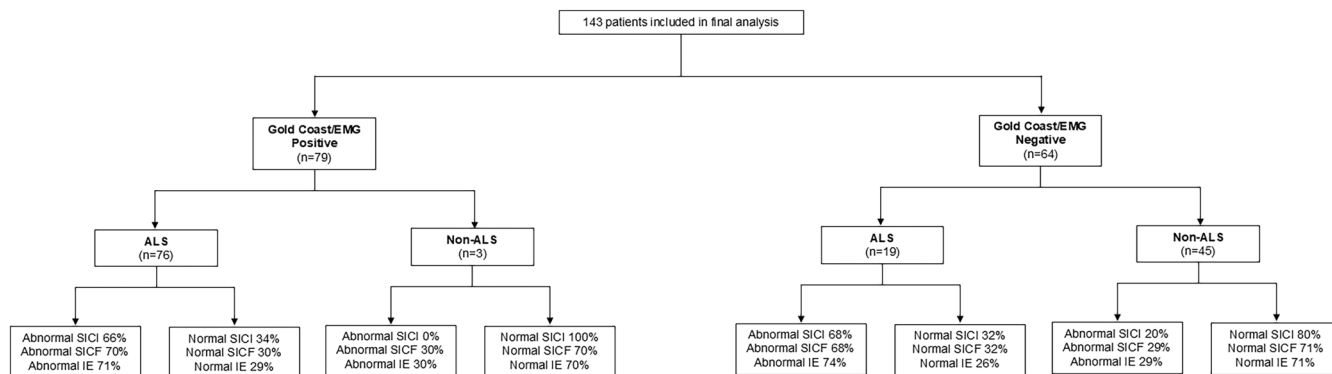 143 patients included in final analysis
Gold Coast/EMG
Positive
(n=79)
Gold Coast/EMG
Negative
(n=64)
ALS
(n=76)
Non-ALS
(n=3)
ALS
(n=19)
Non-ALS
(n=45)
Abnormal SICI 66%
Abnormal SICF 70%
Abnormal IE 71%
Normal SICI 34%
Normal SICF 30%
Normal IE 29%
Abnormal SICI 0%
Abnormal SICF 30%
Abnormal IE 30%
Normal SICI 100%
Normal SICF 70%
Normal IE 70%
Abnormal SICI 68%
Abnormal SICF 68%
Abnormal IE 74%
Normal SICI 32%
Normal SICF 32%
Normal IE 26%
Abnormal SICI 20%
Abnormal SICF 29%
Abnormal IE 29%
Normal SICI 80%
Normal SICF 71%
Normal IE 71%